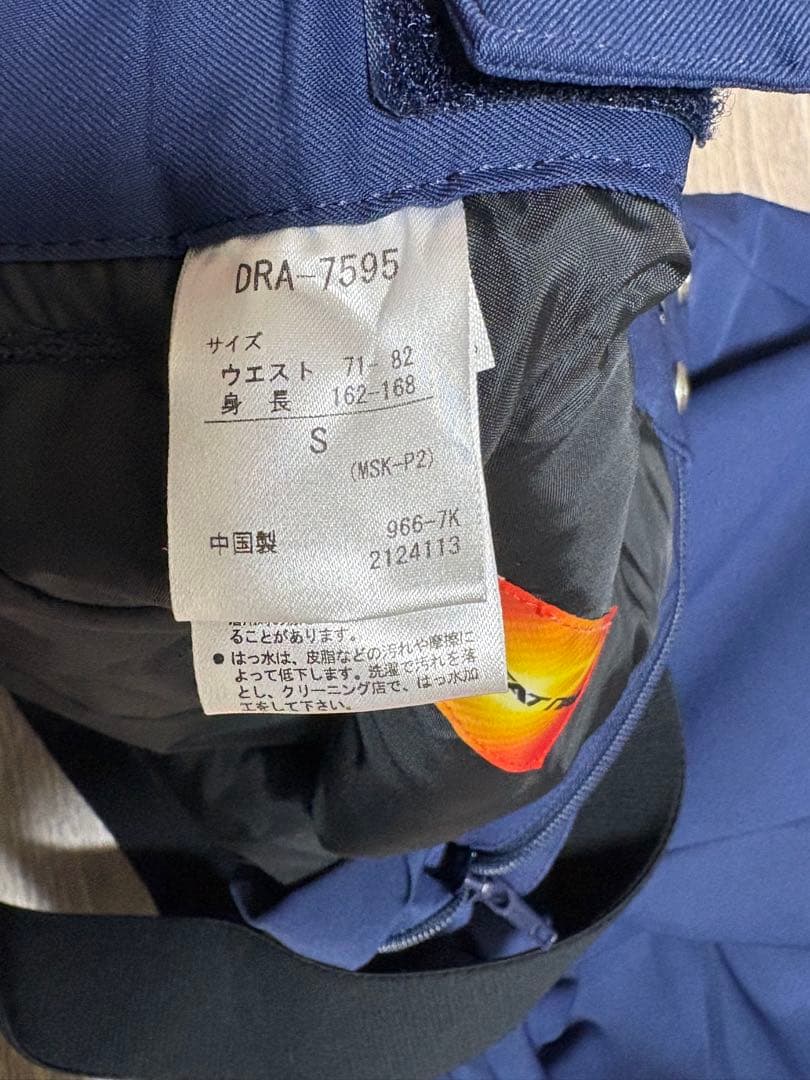 DRA-7595
サイズ
ウエスト 71- 82
身 長 162-168
S
(MSK-P2)
966-7K
中国製 2124113
ることがあります。
● はっ水は、皮脂などの汚れや摩擦に
よって低下します。洗濯で汚れを落
とし、クリーニング店で、はっ水加
工をして下さい。